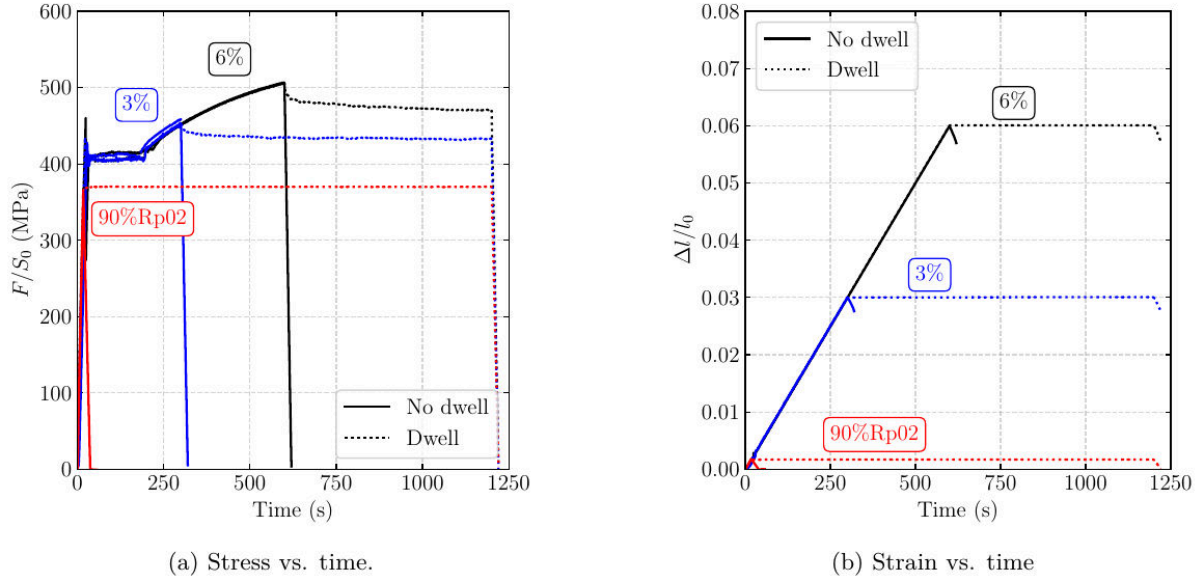 600
500
400
300
200
100
0
F/S₀ (MPa)
6%
3%
90%Rp02
No dwell
Dwell
0 250 500 750 1000 1250
Time (s)
(a) Stress vs. time.
0.08
0.07
0.06
0.05
0.04
0.03
0.02
0.01
0.00
Δl/l₀
No dwell
Dwell
6%
3%
90%Rp02
0 250 500 750 1000 1250
Time (s)
(b) Strain vs. time